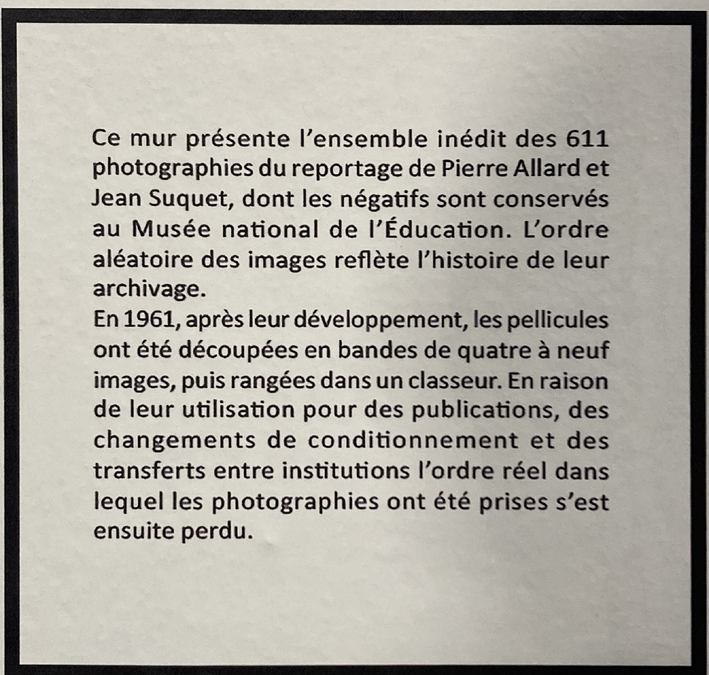 Ce mur présente l'ensemble inédit des 611
photographies du reportage de Pierre Allard et
Jean Suquet, dont les négatifs sont conservés
au Musée national de l'Éducation. L'ordre
aléatoire des images reflète l'histoire de leur
archivage.
En 1961, après leur développement, les pellicules
ont été découpées en bandes de quatre à neuf
images, puis rangées dans un classeur. En raison
de leur utilisation pour des publications, des
changements de conditionnement et des
transferts entre institutions l'ordre réel dans
lequel les photographies ont été prises s'est
ensuite perdu.